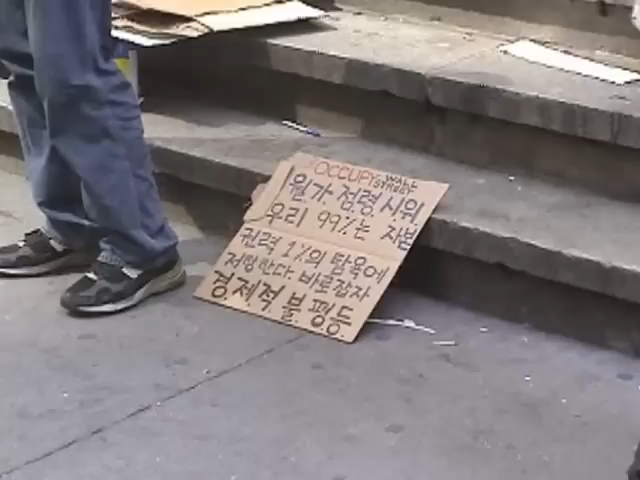 OCCUPY WALL STREET
월가 점령 시위
우리 99%는 자본
권력 1%의 탐욕에
저항한다. 바로잡자
경제적 불평등